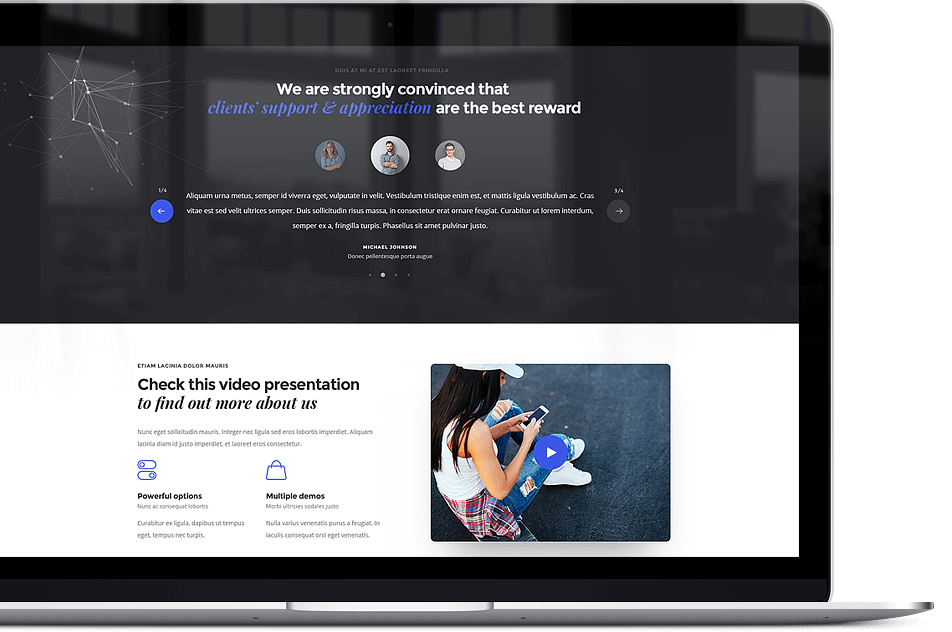 DUIS AT MI AT EST LAOREET FRINGILLA
We are strongly convinced that
clients' support & appreciation are the best reward
1/4
3/4
Aliquam urna metus, semper id viverra eget, vulputate in velit. Vestibulum tristique enim est, et mattis ligula vestibulum ac. Cras
vitae est sed velit ultrices semper. Duis sollicitudin risus massa, in consectetur erat ornare feugiat. Curabitur ut lorem interdum,
semper ex a, fringilla turpis. Phasellus sit amet pulvinar justo.
MICHAEL JOHNSON
Donec pellentesque porta augue
ETIAM LACINIA DOLOR MAURIS
Check this video presentation
to find out more about us
Nunc eget sollicitudin mauris. Integer nec ligula sed eros lobortis imperdiet. Aliquam
lacinia diam id justo imperdiet, et laoreet eros consectetur.
Powerful options
Nunc ac consequat lobortis
Curabitur ex ligula, dapibus ut tempus
eget, tempus nec turpis.
Multiple demos
Morbi ultricies sodales justo
Nulla varius venenatis purus a feugiat. In
iaculis consequat orci eget venenatis.